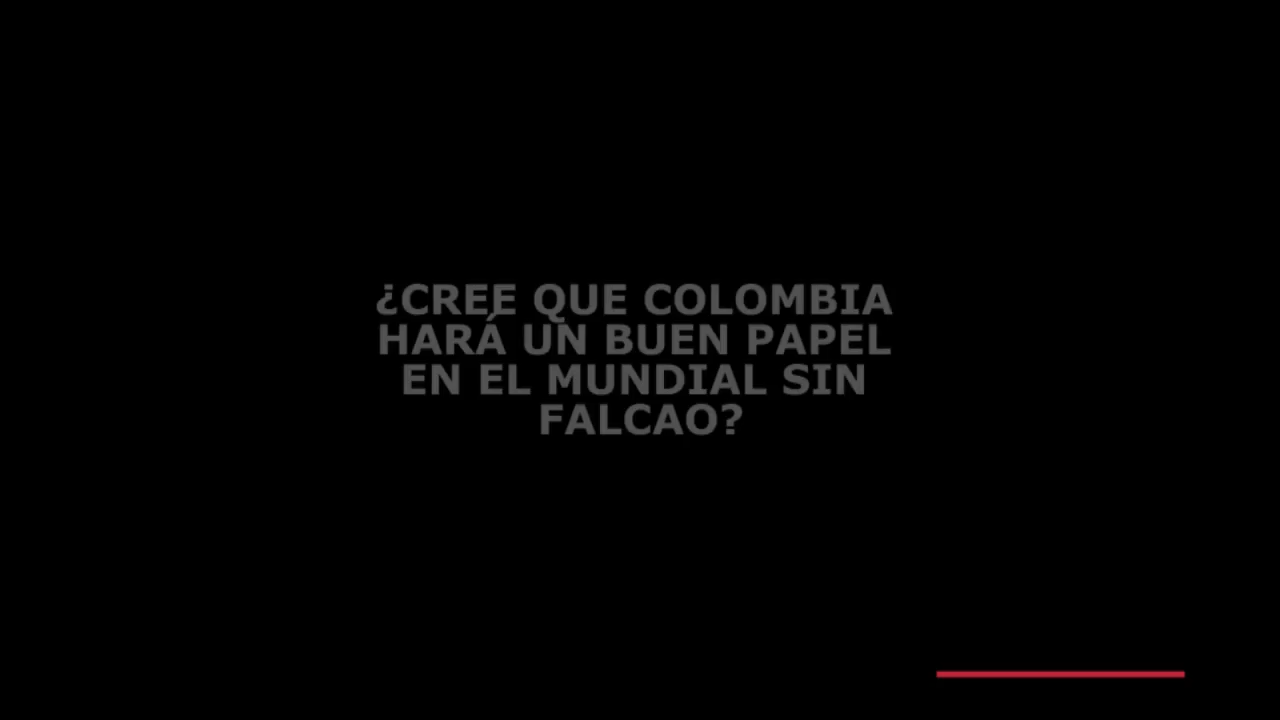 ¿CREE QUE COLOMBIA
HARÁ UN BUEN PAPEL
EN EL MUNDIAL SIN
FALCAO?